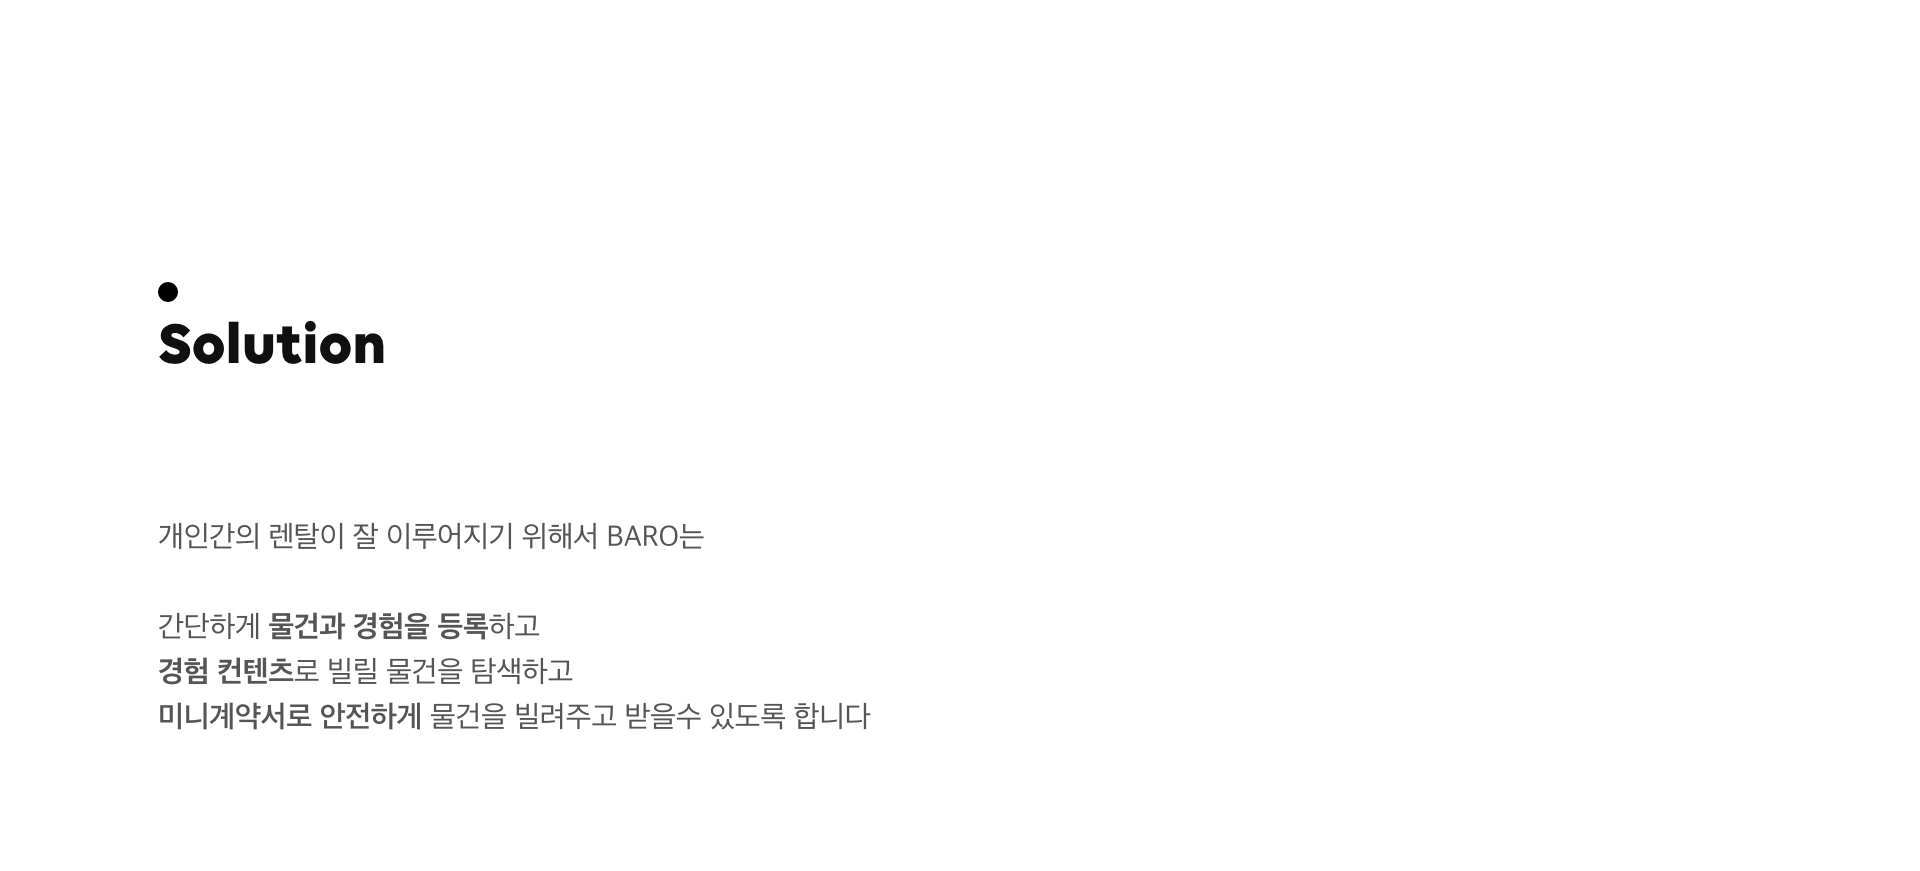 Solution
개인간의 렌탈이 잘 이루어지기 위해서 BARO는
간단하게 물건과 경험을 등록하고
경험 컨텐츠로 빌릴 물건을 탐색하고
미니계약서로 안전하게 물건을 빌려주고 받을수 있도록 합니다